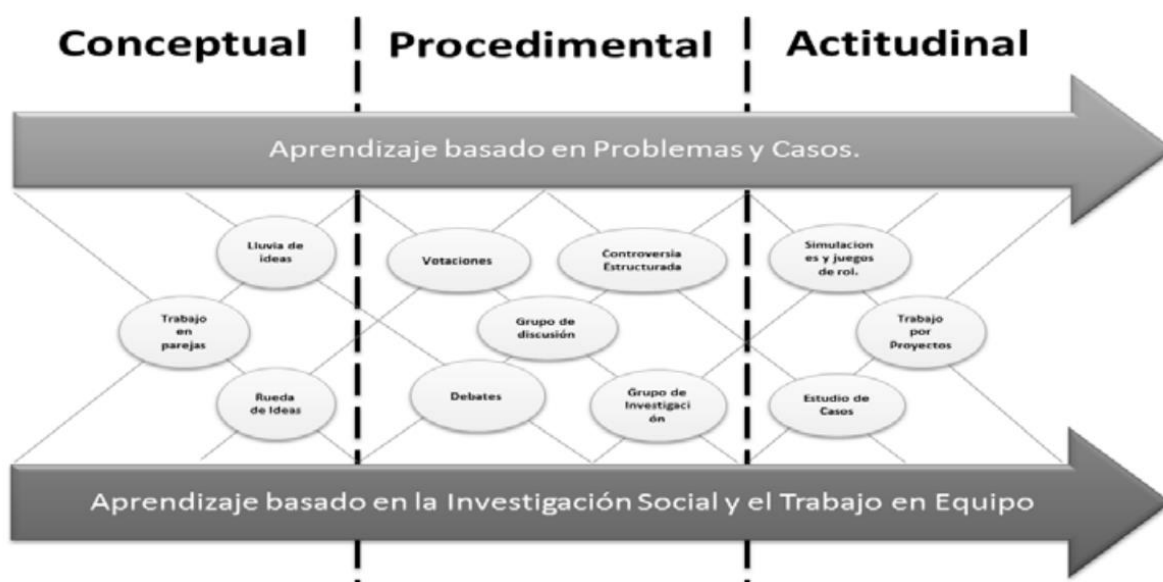 Conceptual
Procedimental
Actitudinal
Aprendizaje basado en Problemas y Casos.
Lluvia de
ideas
Votaciones
Controversia
Estructurada
Simulacion
es y juegos
de rol.
Trabajo
en
parejas
Grupo de
discusión
Trabajo
por
Proyectos
Rueda
de Ideas
Debates
Grupo de
Investigaci
ón
Estudio de
Casos
Aprendizaje basado en la Investigación Social y el Trabajo en Equipo